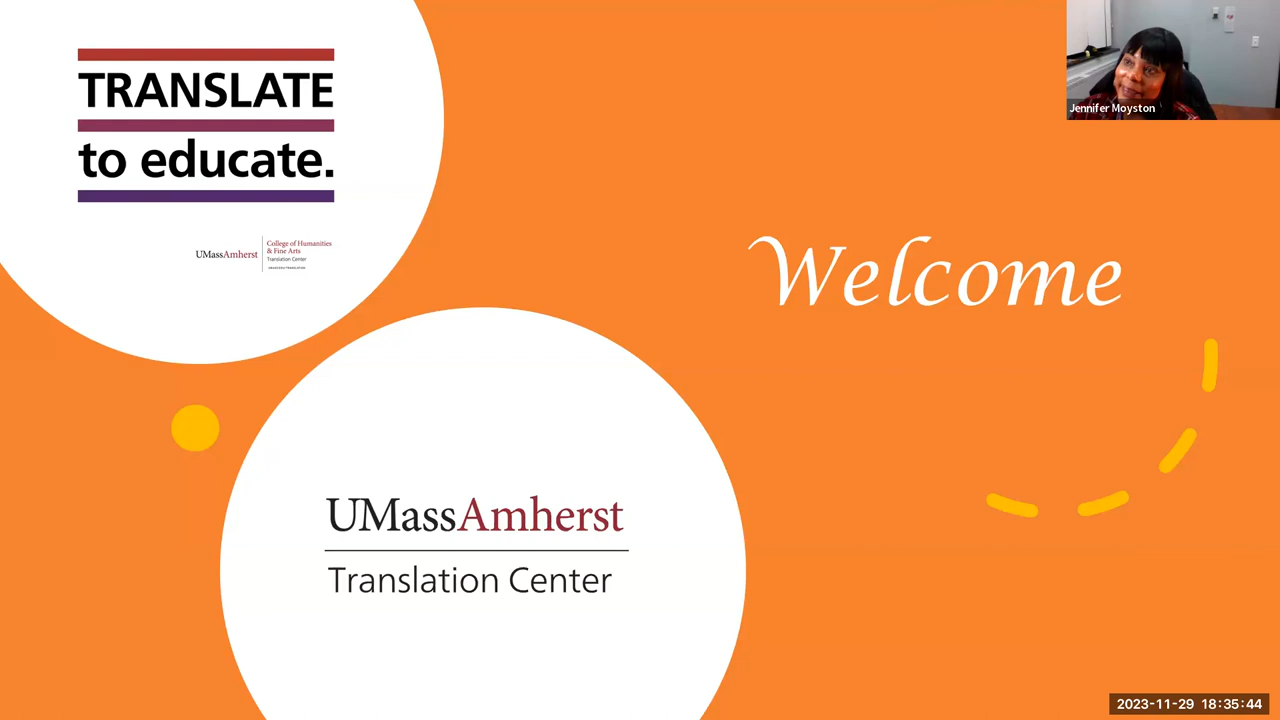 TRANSLATE
to educate.
UMassAmherst
College of Humanities
& Fine Arts
Translation Center
Welcome
UMassAmherst
Translation Center
Jennifer Moyston
2023-11-29 18:35:44